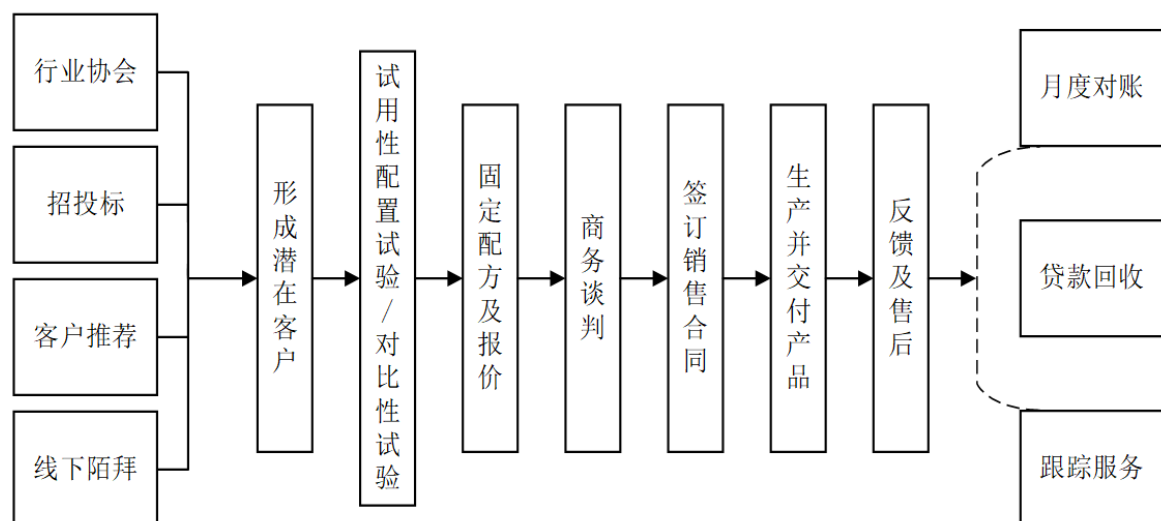 行业协会
招投标
客户推荐
线下陌拜
形成潜在客户
试用性配置试验/对比性试验
固定配方及报价
商务谈判
签订销售合同
生产并交付产品
反馈及售后
月度对账
贷款回收
跟踪服务